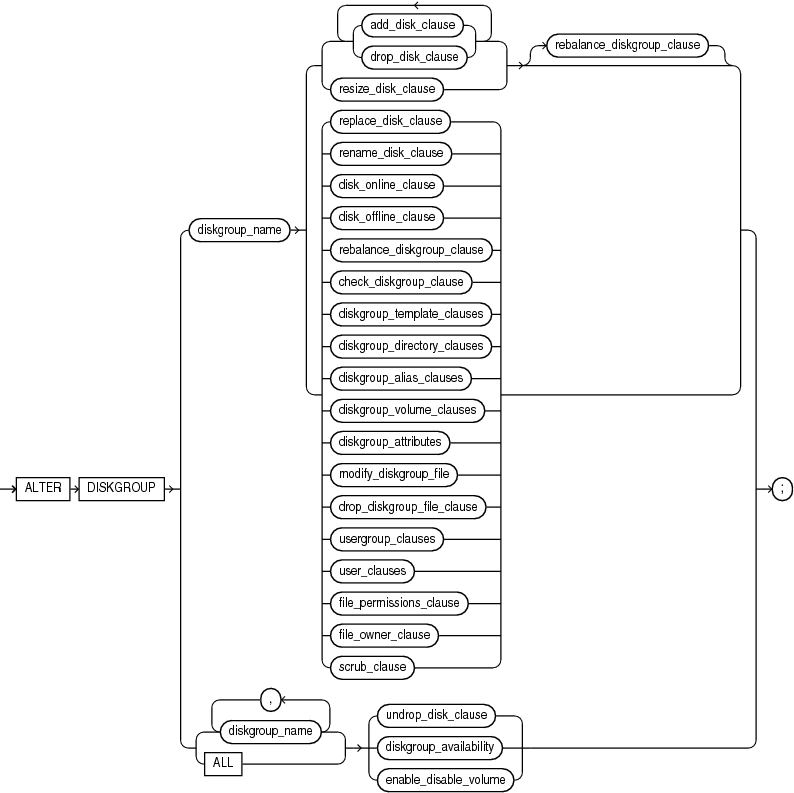 add_disk_clause
drop_disk_clause
rebalance_diskgroup_clause
resize_disk_clause
replace_disk_clause
rename_disk_clause
disk_online_clause
disk_offline_clause
diskgroup_name
rebalance_diskgroup_clause
check_diskgroup_clause
diskgroup_template_clauses
diskgroup_directory_clauses
diskgroup_alias_clauses
diskgroup_volume_clauses
diskgroup_attributes
modify_diskgroup_file
ALTER DISKGROUP ;
drop_diskgroup_file_clause
usergroup_clauses
user_clauses
file_permissions_clause
file_owner_clause
scrub_clause
,
undrop_disk_clause
diskgroup_name
diskgroup_availability
ALL
enable_disable_volume